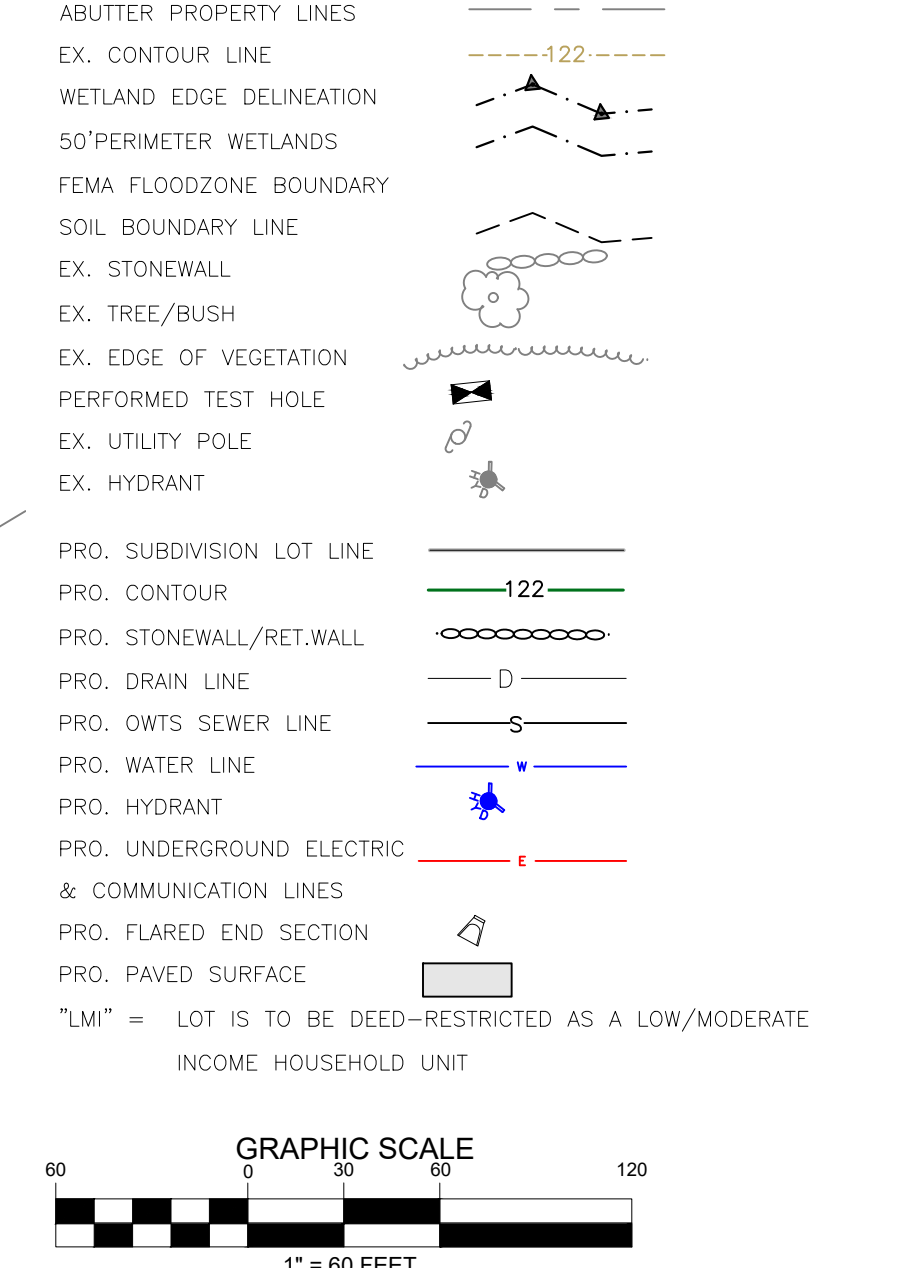 ABUTTER PROPERTY LINES
EX. CONTOUR LINE 122
WETLAND EDGE DELINEATION
50'PERIMETER WETLANDS
FEMA FLOODZONE BOUNDARY
SOIL BOUNDARY LINE
EX. STONEWALL
EX. TREE/BUSH
EX. EDGE OF VEGETATION
PERFORMED TEST HOLE
EX. UTILITY POLE
EX. HYDRANT HYD
PRO. SUBDIVISION LOT LINE
PRO. CONTOUR 122
PRO. STONEWALL/RET.WALL
PRO. DRAIN LINE D
PRO. OWTS SEWER LINE S
PRO. WATER LINE W
PRO. HYDRANT HYD
PRO. UNDERGROUND ELECTRIC E
& COMMUNICATION LINES
PRO. FLARED END SECTION
PRO. PAVED SURFACE
"LMI" = LOT IS TO BE DEED-RESTRICTED AS A LOW/MODERATE
INCOME HOUSEHOLD UNIT
GRAPHIC SCALE
60 0 30 60 120
1" = 60 FEET